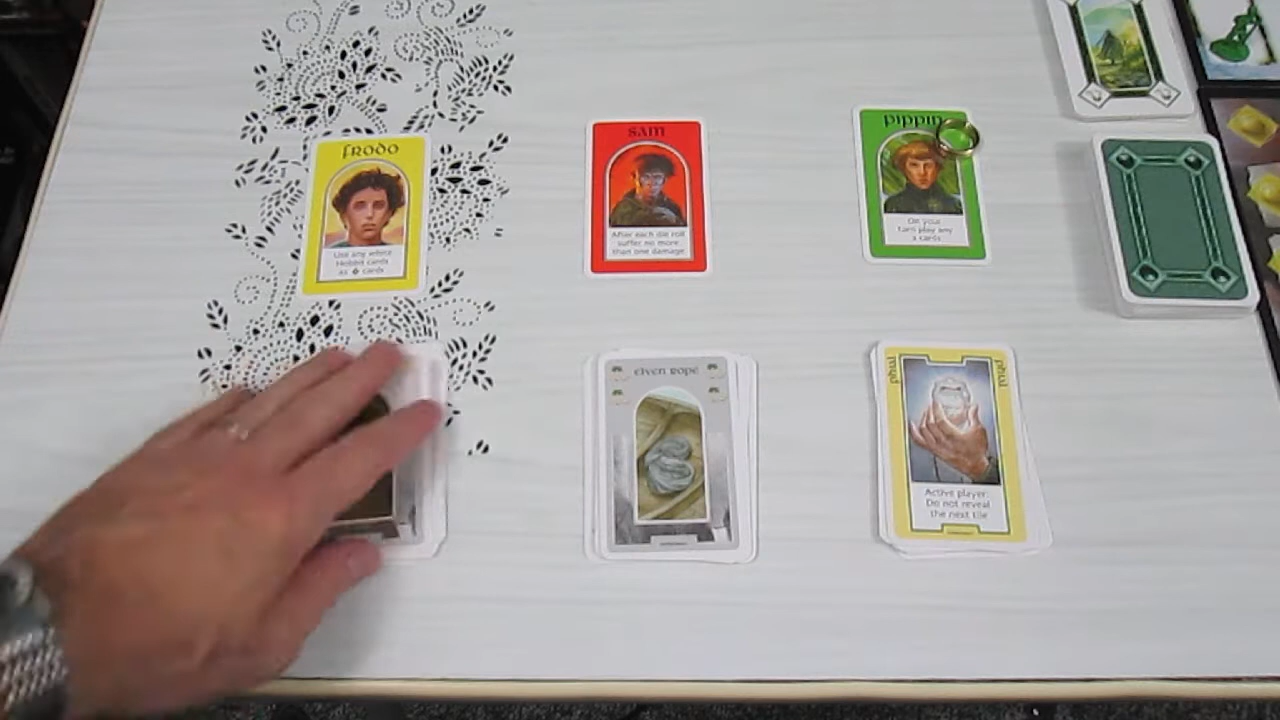 frodo
Use any white
Hobbit cards
as cards
sam
After each die roll
suffer no more
than one damage
pippin
On your
turn play any
2 cards
elven rope
phial
phial
Active player:
Do not reveal
the next tile